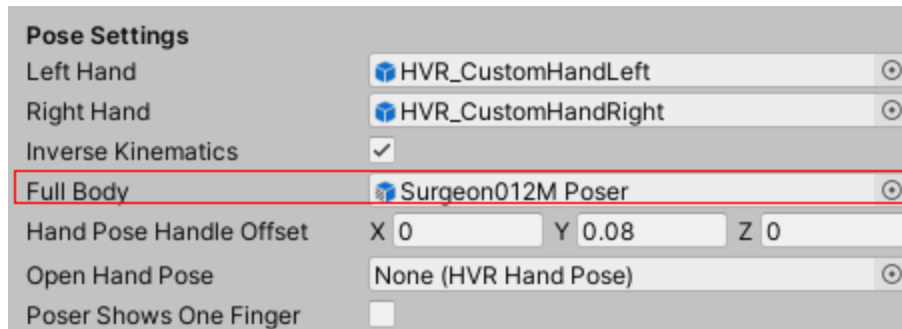 Pose Settings
Left Hand HVR_CustomHandLeft
Right Hand HVR_CustomHandRight
Inverse Kinematics
Full Body Surgeon012M Poser
Hand Pose Handle Offset X 0 Y 0.08 Z 0
Open Hand Pose None (HVR Hand Pose)
Poser Shows One Finger